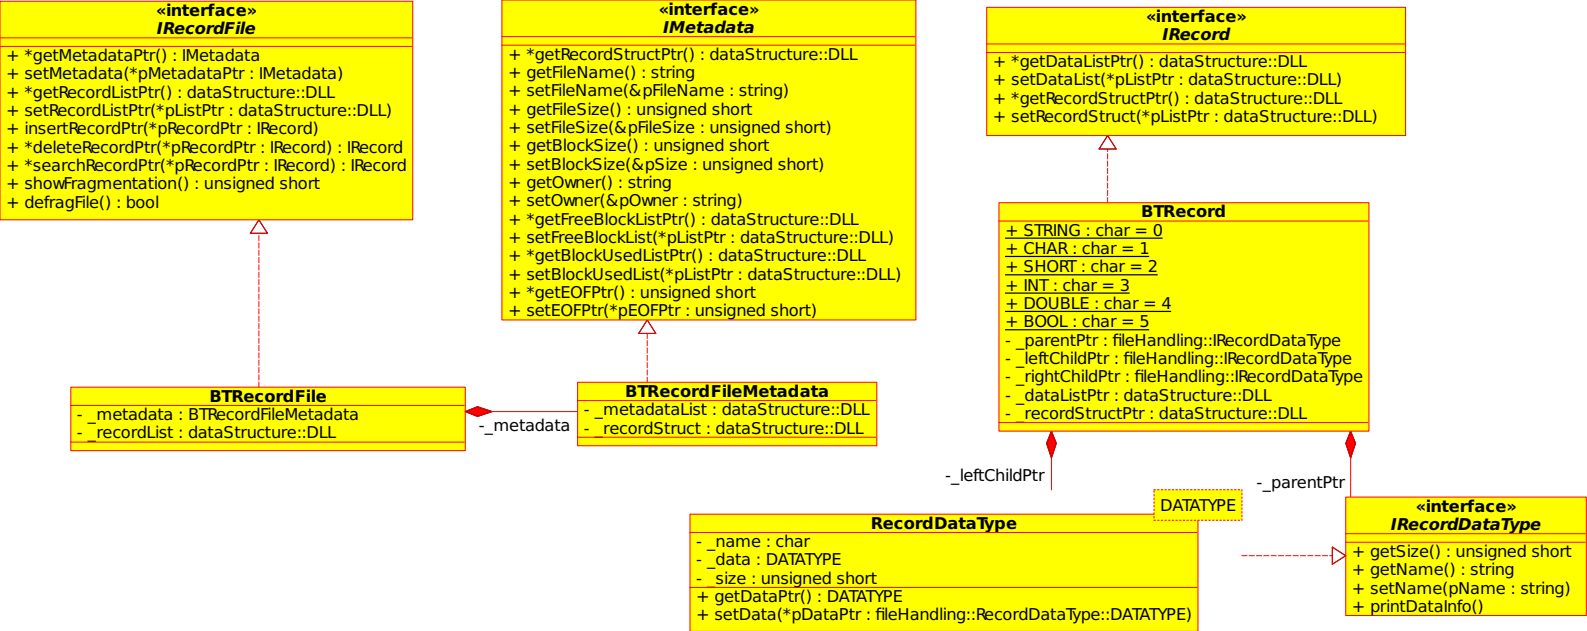 «interface»
IRecordFile
+ *getMetadataPtr() : IMetadata
+ setMetadata(*pMetadataPtr : IMetadata)
+ *getRecordListPtr() : dataStructure::DLL
+ setRecordListPtr(*pListPtr : dataStructure::DLL)
+ insertRecordPtr(*pRecordPtr : IRecord)
+ *deleteRecordPtr(*pRecordPtr : IRecord) : IRecord
+ *searchRecordPtr(*pRecordPtr : IRecord) : IRecord
+ showFragmentation() : unsigned short
+ defragFile() : bool
«interface»
IMetadata
+ *getRecordStructPtr() : dataStructure::DLL
+ getFileName() : string
+ setFileName(&pFileName : string)
+ getFileSize() : unsigned short
+ setFileSize(&pFileSize : unsigned short)
+ getBlockSize() : unsigned short
+ setBlockSize(&pSize : unsigned short)
+ getOwner() : string
+ setOwner(&pOwner : string)
+ *getFreeBlockListPtr() : dataStructure::DLL
+ setFreeBlockList(*pListPtr : dataStructure::DLL)
+ *getBlockUsedListPtr() : dataStructure::DLL
+ setBlockUsedList(*pListPtr : dataStructure::DLL)
+ *getEOFPtr() : unsigned short
+ setEOFPtr(*pEOFPtr : unsigned short)
«interface»
IRecord
+ *getDataListPtr() : dataStructure::DLL
+ setDataList(*pListPtr : dataStructure::DLL)
+ *getRecordStructPtr() : dataStructure::DLL
+ setRecordStruct(*pListPtr : dataStructure::DLL)
BTRecord
+ STRING : char = 0
+ CHAR : char = 1
+ SHORT : char = 2
+ INT : char = 3
+ DOUBLE : char = 4
+ BOOL : char = 5
- _parentPtr : fileHandling::IRecordDataType
- _leftChildPtr : fileHandling::IRecordDataType
- _rightChildPtr : fileHandling::IRecordDataType
- _dataListPtr : dataStructure::DLL
- _recordStructPtr : dataStructure::DLL
BTRecordFile
- _metadata : BTRecordFileMetadata
- _recordList : dataStructure::DLL
-_metadata
BTRecordFileMetadata
- _metadataList : dataStructure::DLL
- _recordStruct : dataStructure::DLL
-_leftChildPtr
-_parentPtr
DATATYPE
RecordDataType
- _name : char
- _data : DATATYPE
- _size : unsigned short
+ getDataPtr() : DATATYPE
+ setData(*pDataPtr : fileHandling::RecordDataType::DATATYPE)
«interface»
IRecordDataType
+ getSize() : unsigned short
+ getName() : string
+ setName(pName : string)
+ printDataInfo()